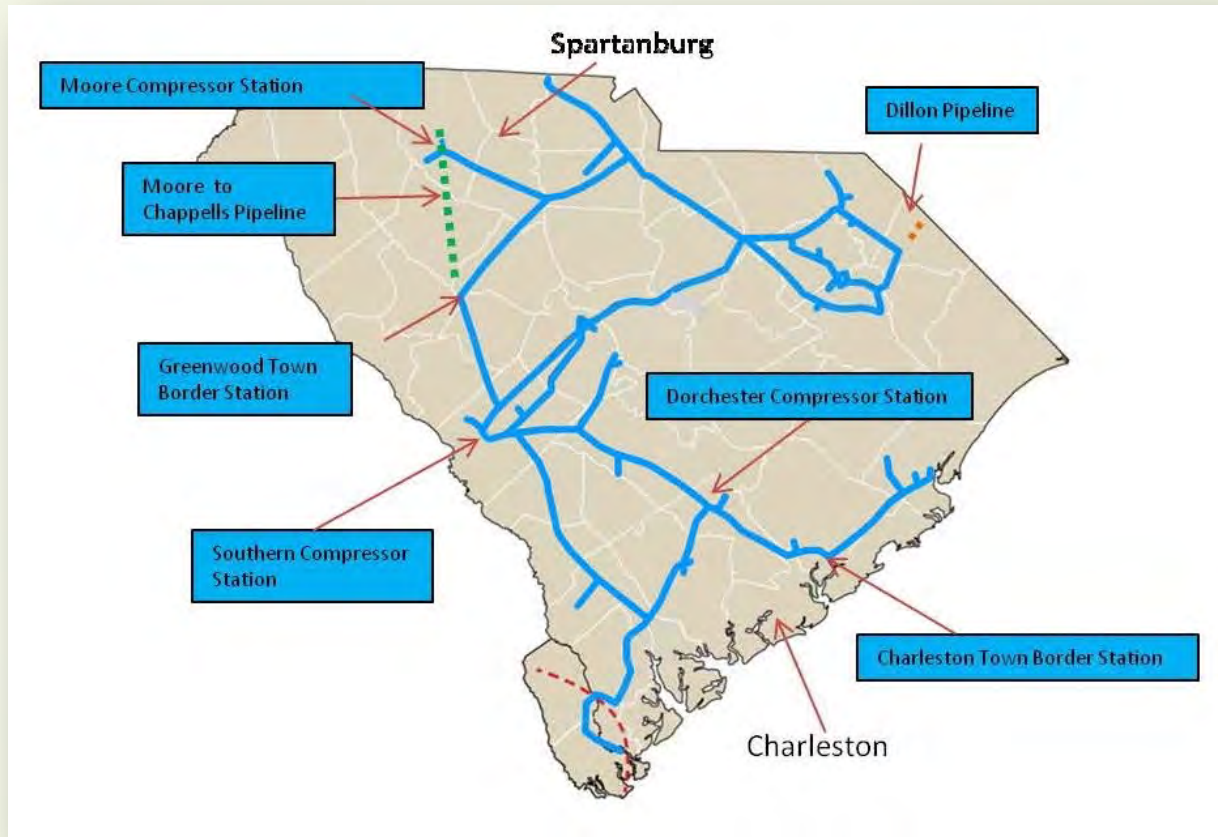 Spartanburg
Moore Compressor Station
Dillon Pipeline
Moore to
Chappells Pipeline
Greenwood Town
Border Station
Dorchester Compressor Station
Southern Compressor
Station
Charleston Town Border Station
Charleston